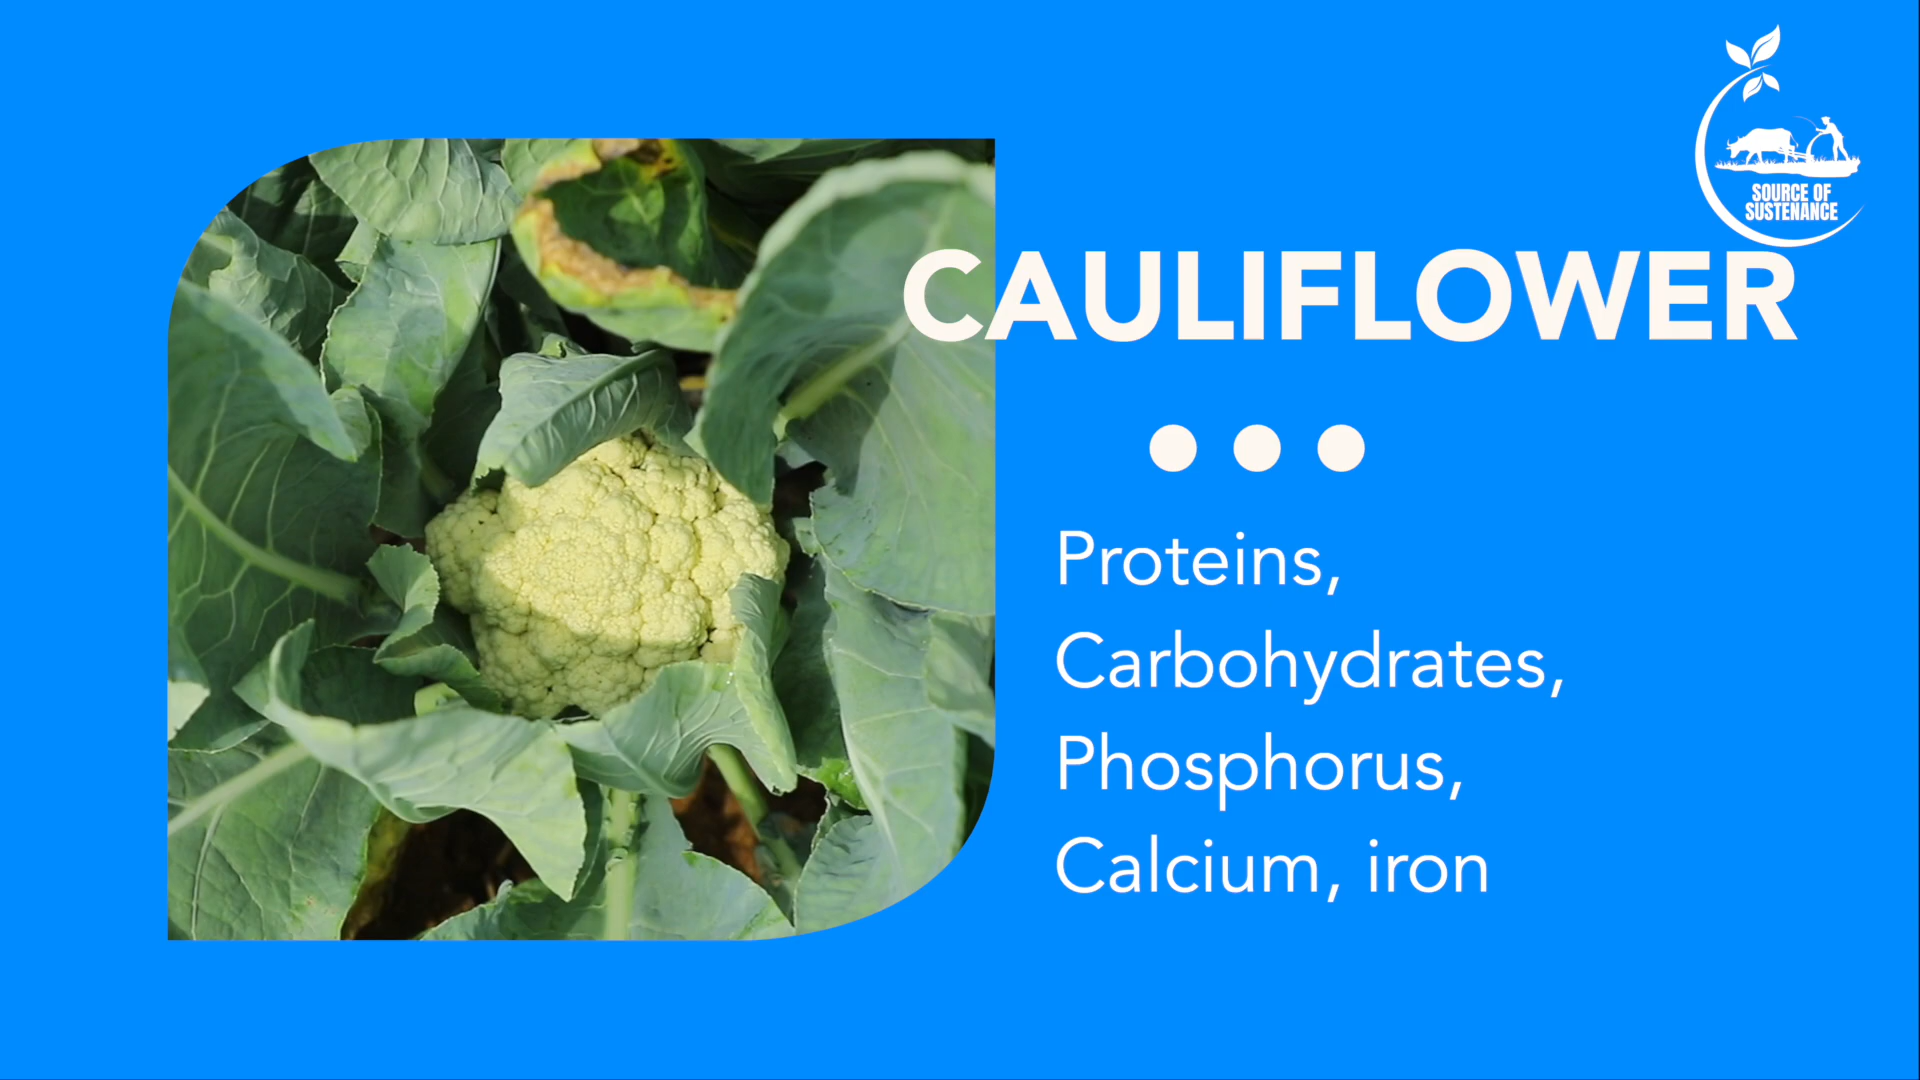 SOURCE OF
SUSTENANCE
CAULIFLOWER
Proteins,
Carbohydrates,
Phosphorus,
Calcium, iron